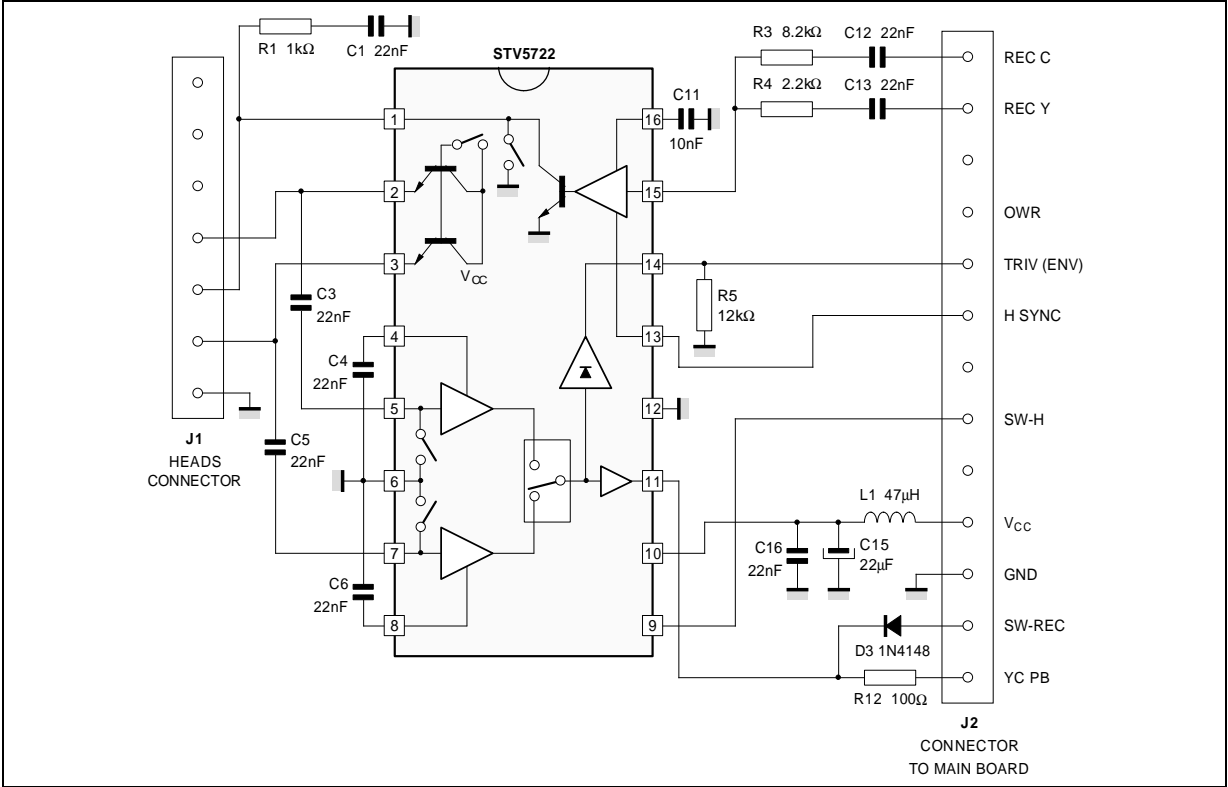 R1 1kΩ
C1 22nF
STV5722
R3 8.2kΩ
C12 22nF
REC C
R4 2.2kΩ
C13 22nF
REC Y
C11
10nF
1
16
2
15
OWR
3
14
TRIV (ENV)
VCC
C3
22nF
R5
12kΩ
H SYNC
4
13
C4
22nF
5
12
SW-H
J1
HEADS
CONNECTOR
C5
22nF
6
11
L1 47µH
VCC
7
10
C16
22nF
C15
22µF
GND
C6
22nF
8
9
SW-REC
D3 1N4148
YC PB
R12 100Ω
J2
CONNECTOR
TO MAIN BOARD